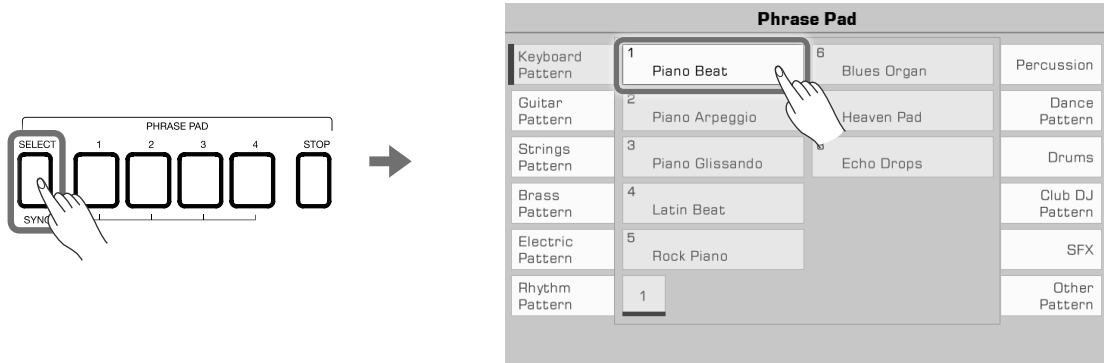 PHRASE PAD
SELECT 1 2 3 4 STOP
SYNC
Phrase Pad
Keyboard
Pattern
Guitar
Pattern
Strings
Pattern
Brass
Pattern
Electric
Pattern
Rhythm
Pattern
1
Piano Beat
2
Piano Arpeggio
3
Piano Glissando
4
Latin Beat
5
Rock Piano
1
6
Blues Organ
Heaven Pad
Echo Drops
Percussion
Dance
Pattern
Drums
Club DJ
Pattern
SFX
Other
Pattern